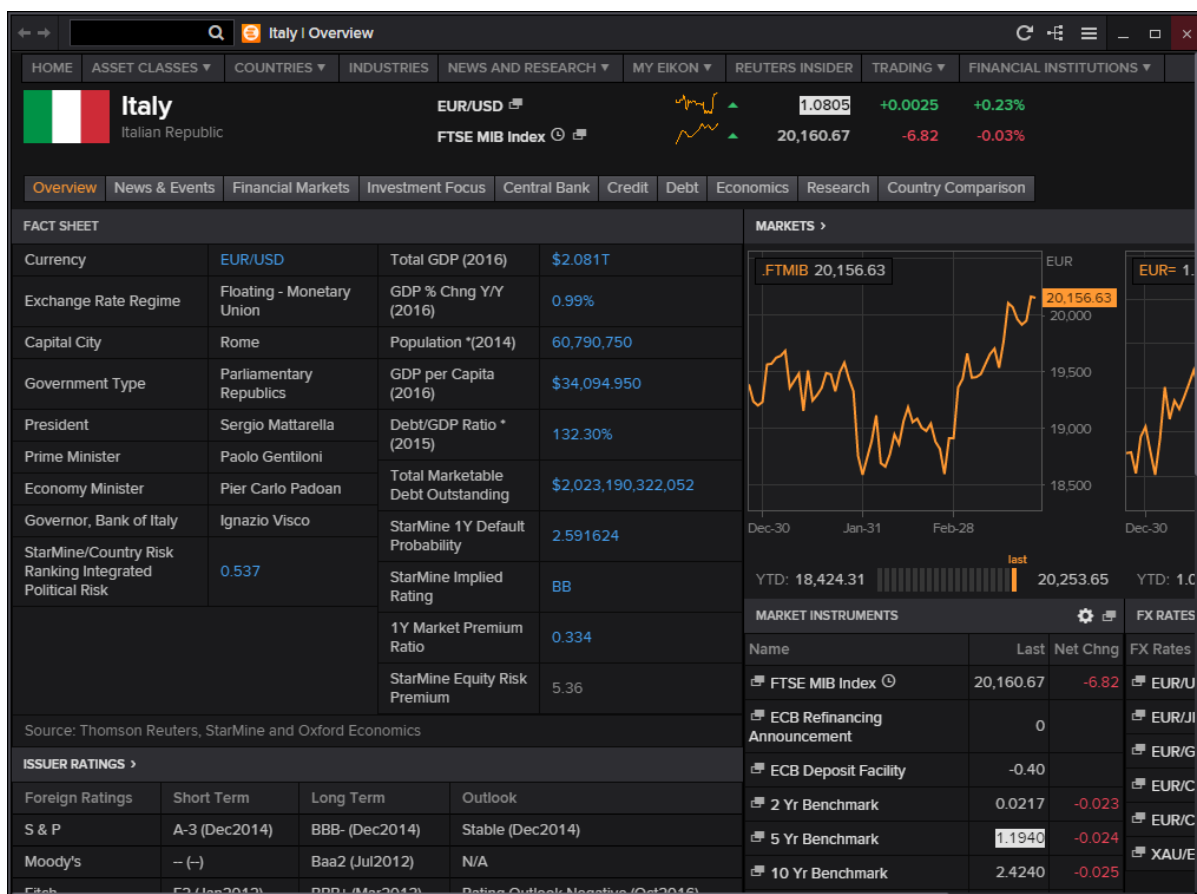 Italy | Overview
HOME ASSET CLASSES ▼ COUNTRIES ▼ INDUSTRIES NEWS AND RESEARCH ▼ MY EIKON ▼ REUTERS INSIDER TRADING ▼ FINANCIAL INSTITUTIONS ▼
Italy
Italian Republic
EUR/USD 1.0805 +0.0025 +0.23%
FTSE MIB Index 20,160.67 -6.82 -0.03%
Overview News & Events Financial Markets Investment Focus Central Bank Credit Debt Economics Research Country Comparison
FACT SHEET
Currency EUR/USD
Exchange Rate Regime Floating - Monetary
Union
Capital City Rome
Government Type Parliamentary
Republics
President Sergio Mattarella
Prime Minister Paolo Gentiloni
Economy Minister Pier Carlo Padoan
Governor, Bank of Italy Ignazio Visco
StarMine/Country Risk
Ranking Integrated 0.537
Political Risk
Total GDP (2016) $2.081T
GDP % Chng Y/Y
(2016) 0.99%
Population *(2014) 60,790,750
GDP per Capita
(2016) $34,094.950
Debt/GDP Ratio *
(2015) 132.30%
Total Marketable
Debt Outstanding $2,023,190,322,052
StarMine 1Y Default
Probability 2.591624
StarMine Implied
Rating BB
1Y Market Premium
Ratio 0.334
StarMine Equity Risk
Premium 5.36
Source: Thomson Reuters, StarMine and Oxford Economics
ISSUER RATINGS >
Foreign Ratings Short Term Long Term Outlook
S & P A-3 (Dec2014) BBB- (Dec2014) Stable (Dec2014)
Moody's -- (--) Baa2 (Jul2012) N/A
MARKETS >
.FTMIB 20,156.63
EUR
20,156.63
20,000
19,500
19,000
18,500
Dec-30 Jan-31 Feb-28
last
YTD: 18,424.31 20,253.65
EUR= 1.
Dec-30
YTD: 1.0
MARKET INSTRUMENTS
Name Last Net Chng
FTSE MIB Index 20,160.67 -6.82
ECB Refinancing
Announcement 0
ECB Deposit Facility -0.40
2 Yr Benchmark 0.0217 -0.023
5 Yr Benchmark 1.1940 -0.024
10 Yr Benchmark 2.4240 -0.025
FX RATES
FX Rates
EUR/U
EUR/JI
EUR/G
EUR/C
EUR/C
XAU/E